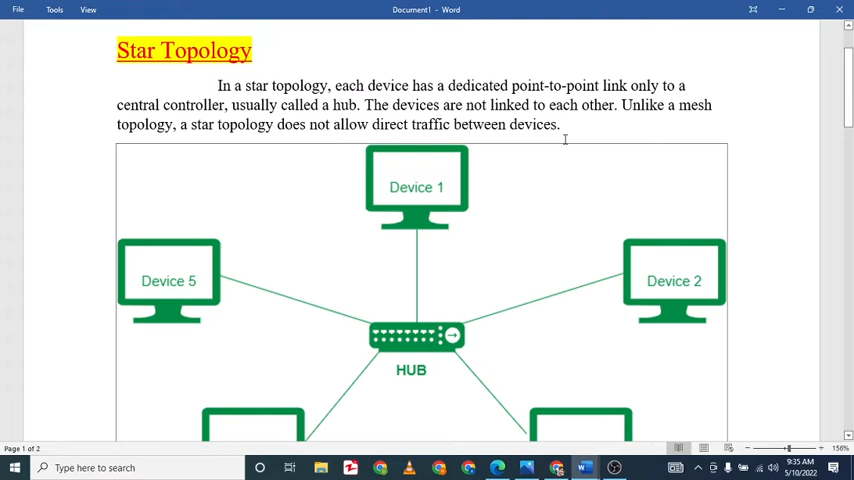 File Tools View Document1 - Word
Star Topology
In a star topology, each device has a dedicated point-to-point link only to a
central controller, usually called a hub. The devices are not linked to each other. Unlike a mesh
topology, a star topology does not allow direct traffic between devices.
Device 1
Device 5
Device 2
HUB
Page 1 of 2
156%
Type here to search
9:35 AM
5/10/2022